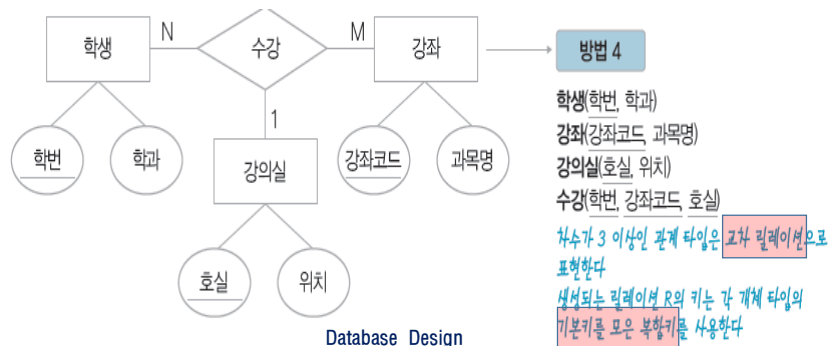 학생 N 수강 M 강좌
방법 4
1
학번 학과 강의실 강좌코드 과목명
호실 위치
학생(학번, 학과)
강좌(강좌코드, 과목명)
강의실(호실, 위치)
수강(학번, 강좌코드, 호실)
차수가 3 이상인 관계 타입은 교차 릴레이션으로
표현한다
생성되는 릴레이션 R의 키는 각 개체 타입의
기본키를 모은 복합키를 사용한다
Database Design